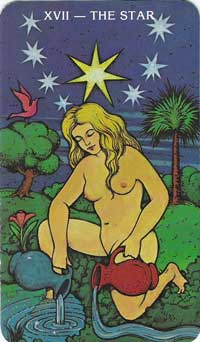 XVII — THE STAR